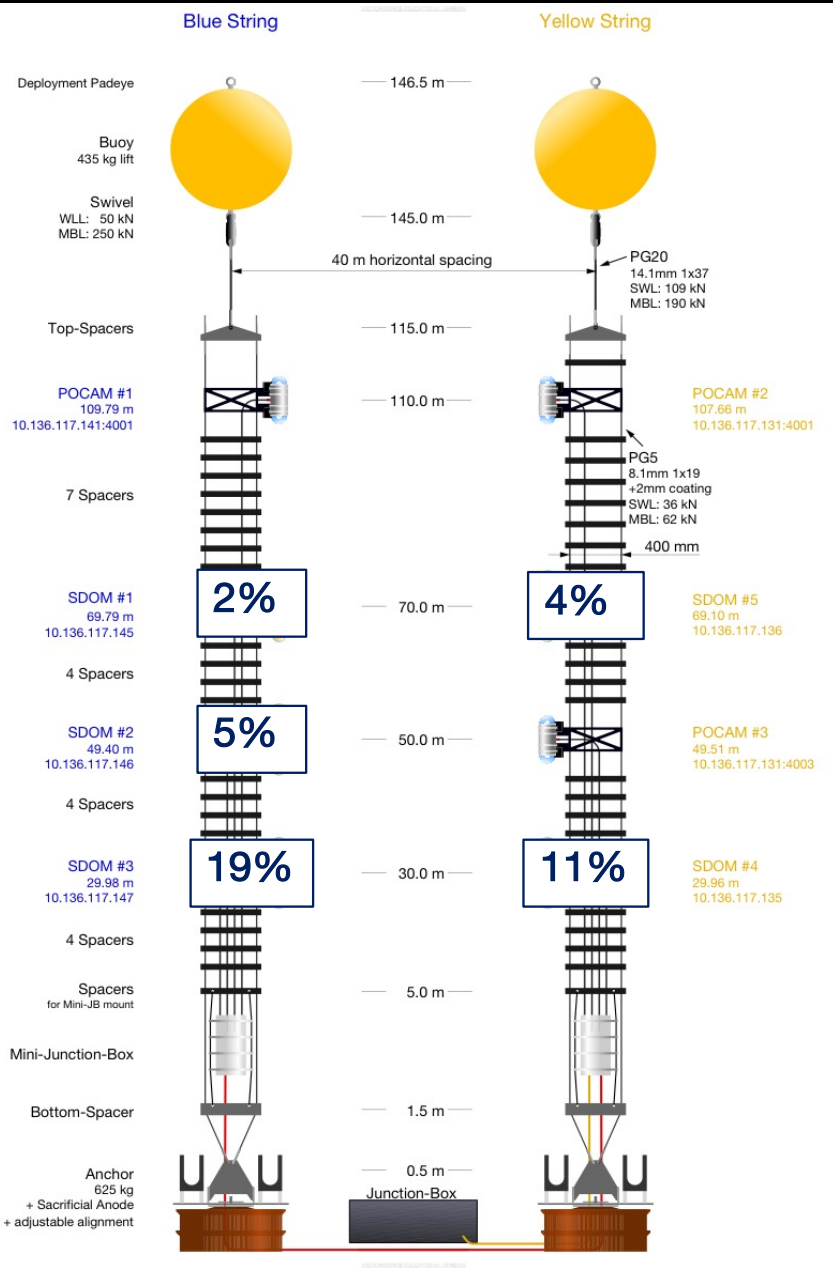 Blue String
Yellow String
Deployment Padeye
146.5 m
Buoy
435 kg lift
Swivel
WLL: 50 kN
MBL: 250 kN
145.0 m
40 m horizontal spacing
PG20
14.1mm 1x37
SWL: 109 kN
MBL: 190 kN
Top-Spacers
115.0 m
POCAM #1
109.79 m
10.136.117.141:4001
110.0 m
POCAM #2
107.66 m
10.136.117.131:4001
PG5
8.1mm 1x19
+2mm coating
SWL: 36 kN
MBL: 62 kN
7 Spacers
400 mm
SDOM #1
69.79 m
10.136.117.145
2%
70.0 m
4%
SDOM #5
69.10 m
10.136.117.136
4 Spacers
SDOM #2
49.40 m
10.136.117.146
5%
50.0 m
POCAM #3
49.51 m
10.136.117.131:4003
4 Spacers
SDOM #3
29.98 m
10.136.117.147
19%
30.0 m
11%
SDOM #4
29.96 m
10.136.117.135
4 Spacers
Spacers
for Mini-JB mount
5.0 m
Mini-Junction-Box
Bottom-Spacer
1.5 m
Anchor
625 kg
+ Sacrificial Anode
+ adjustable alignment
0.5 m
Junction-Box